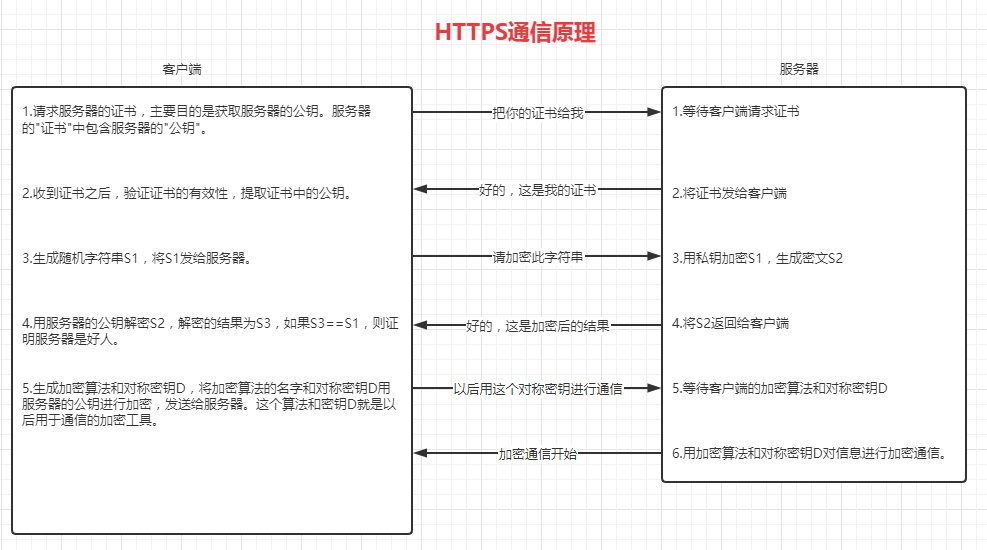 HTTPS通信原理
客户端
服务器
1.请求服务器的证书，主要目的是获取服务器的公钥。服务器
的"证书"中包含服务器的"公钥"。
把你的证书给我
1.等待客户端请求证书
2.收到证书之后，验证证书的有效性，提取证书中的公钥。
好的，这是我的证书
2.将证书发给客户端
3.生成随机字符串S1，将S1发给服务器。
请加密此字符串
3.用私钥加密S1，生成密文S2
4.用服务器的公钥解密S2，解密的结果为S3，如果S3==S1，则证
明服务器是好人。
好的，这是加密后的结果
4.将S2返回给客户端
5.生成加密算法和对称密钥D，将加密算法的名字和对称密钥D用
服务器的公钥进行加密，发送给服务器。这个算法和密钥D就是以
后用于通信的加密工具。
以后用这个对称密钥进行通信
5.等待客户端的加密算法和对称密钥D
加密通信开始
6.用加密算法和对称密钥D对信息进行加密通信。